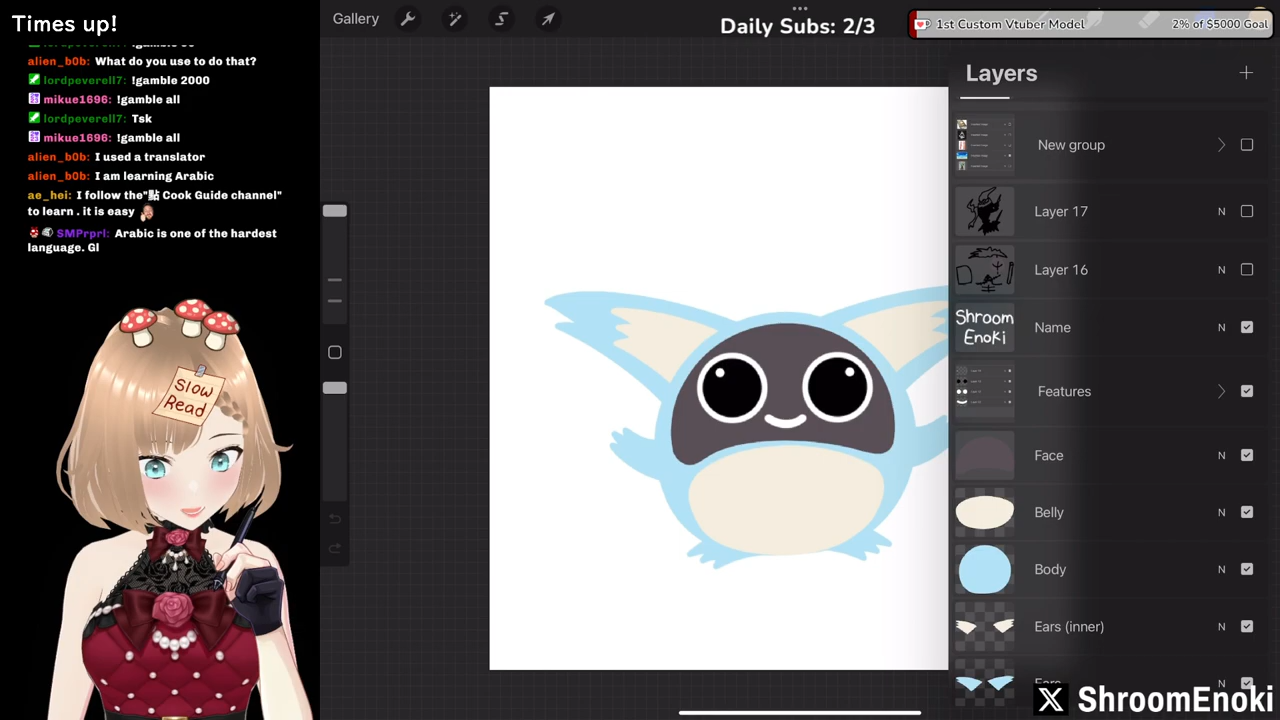 Times up!
Gallery
Daily Subs: 2/3
1st Custom Vtuber Model
2% of $5000 Goal
alien_b0b: What do you use to do that?
lordpeverell7: !gamble 2000
mikue1696: !gamble all
lordpeverell7: Tsk
mikue1696: !gamble all
alien_b0b: I used a translator
alien_b0b: I am learning Arabic
ae_hei: I follow the"點 Cook Guide channel"
to learn . it is easy
SMPrprl: Arabic is one of the hardest
language. Gl
Slow
Read
Layers
New group
Layer 17 N
Layer 16 N
Shroom
Enoki
Name N
Features
Face N
Belly N
Body N
Ears (inner) N
Ears
X ShroomEnoki